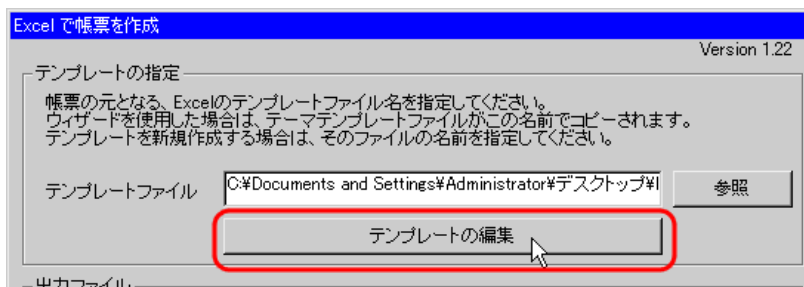 Excel で帳票を作成
Version 1.22
テンプレートの指定
帳票の元となる、Excelのテンプレートファイル名を指定してください。
ウィザードを使用した場合は、テーマテンプレートファイルがこの名前でコピーされます。
テンプレートを新規作成する場合は、そのファイルの名前を指定してください。
テンプレートファイル C:¥Documents and Settings¥Administrator¥デスクトップ¥I 参照
テンプレートの編集
出力ファイル